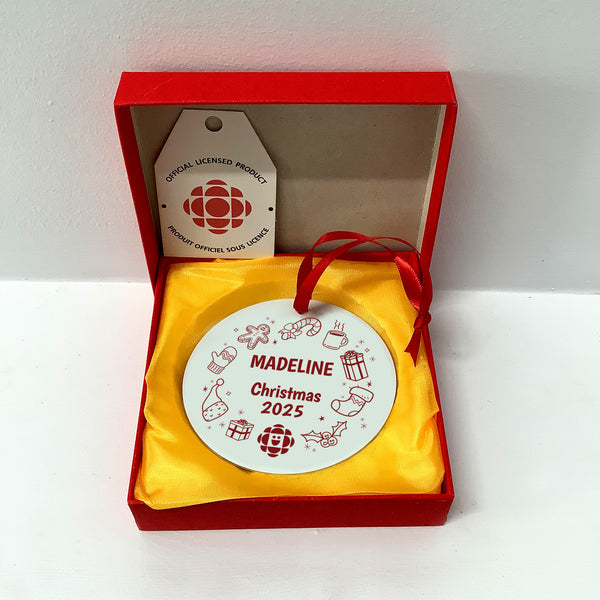 OFFICIAL LICENSED PRODUCT
PRODUIT OFFICIEL SOUS LICENCE
MADELINE
Christmas
2025